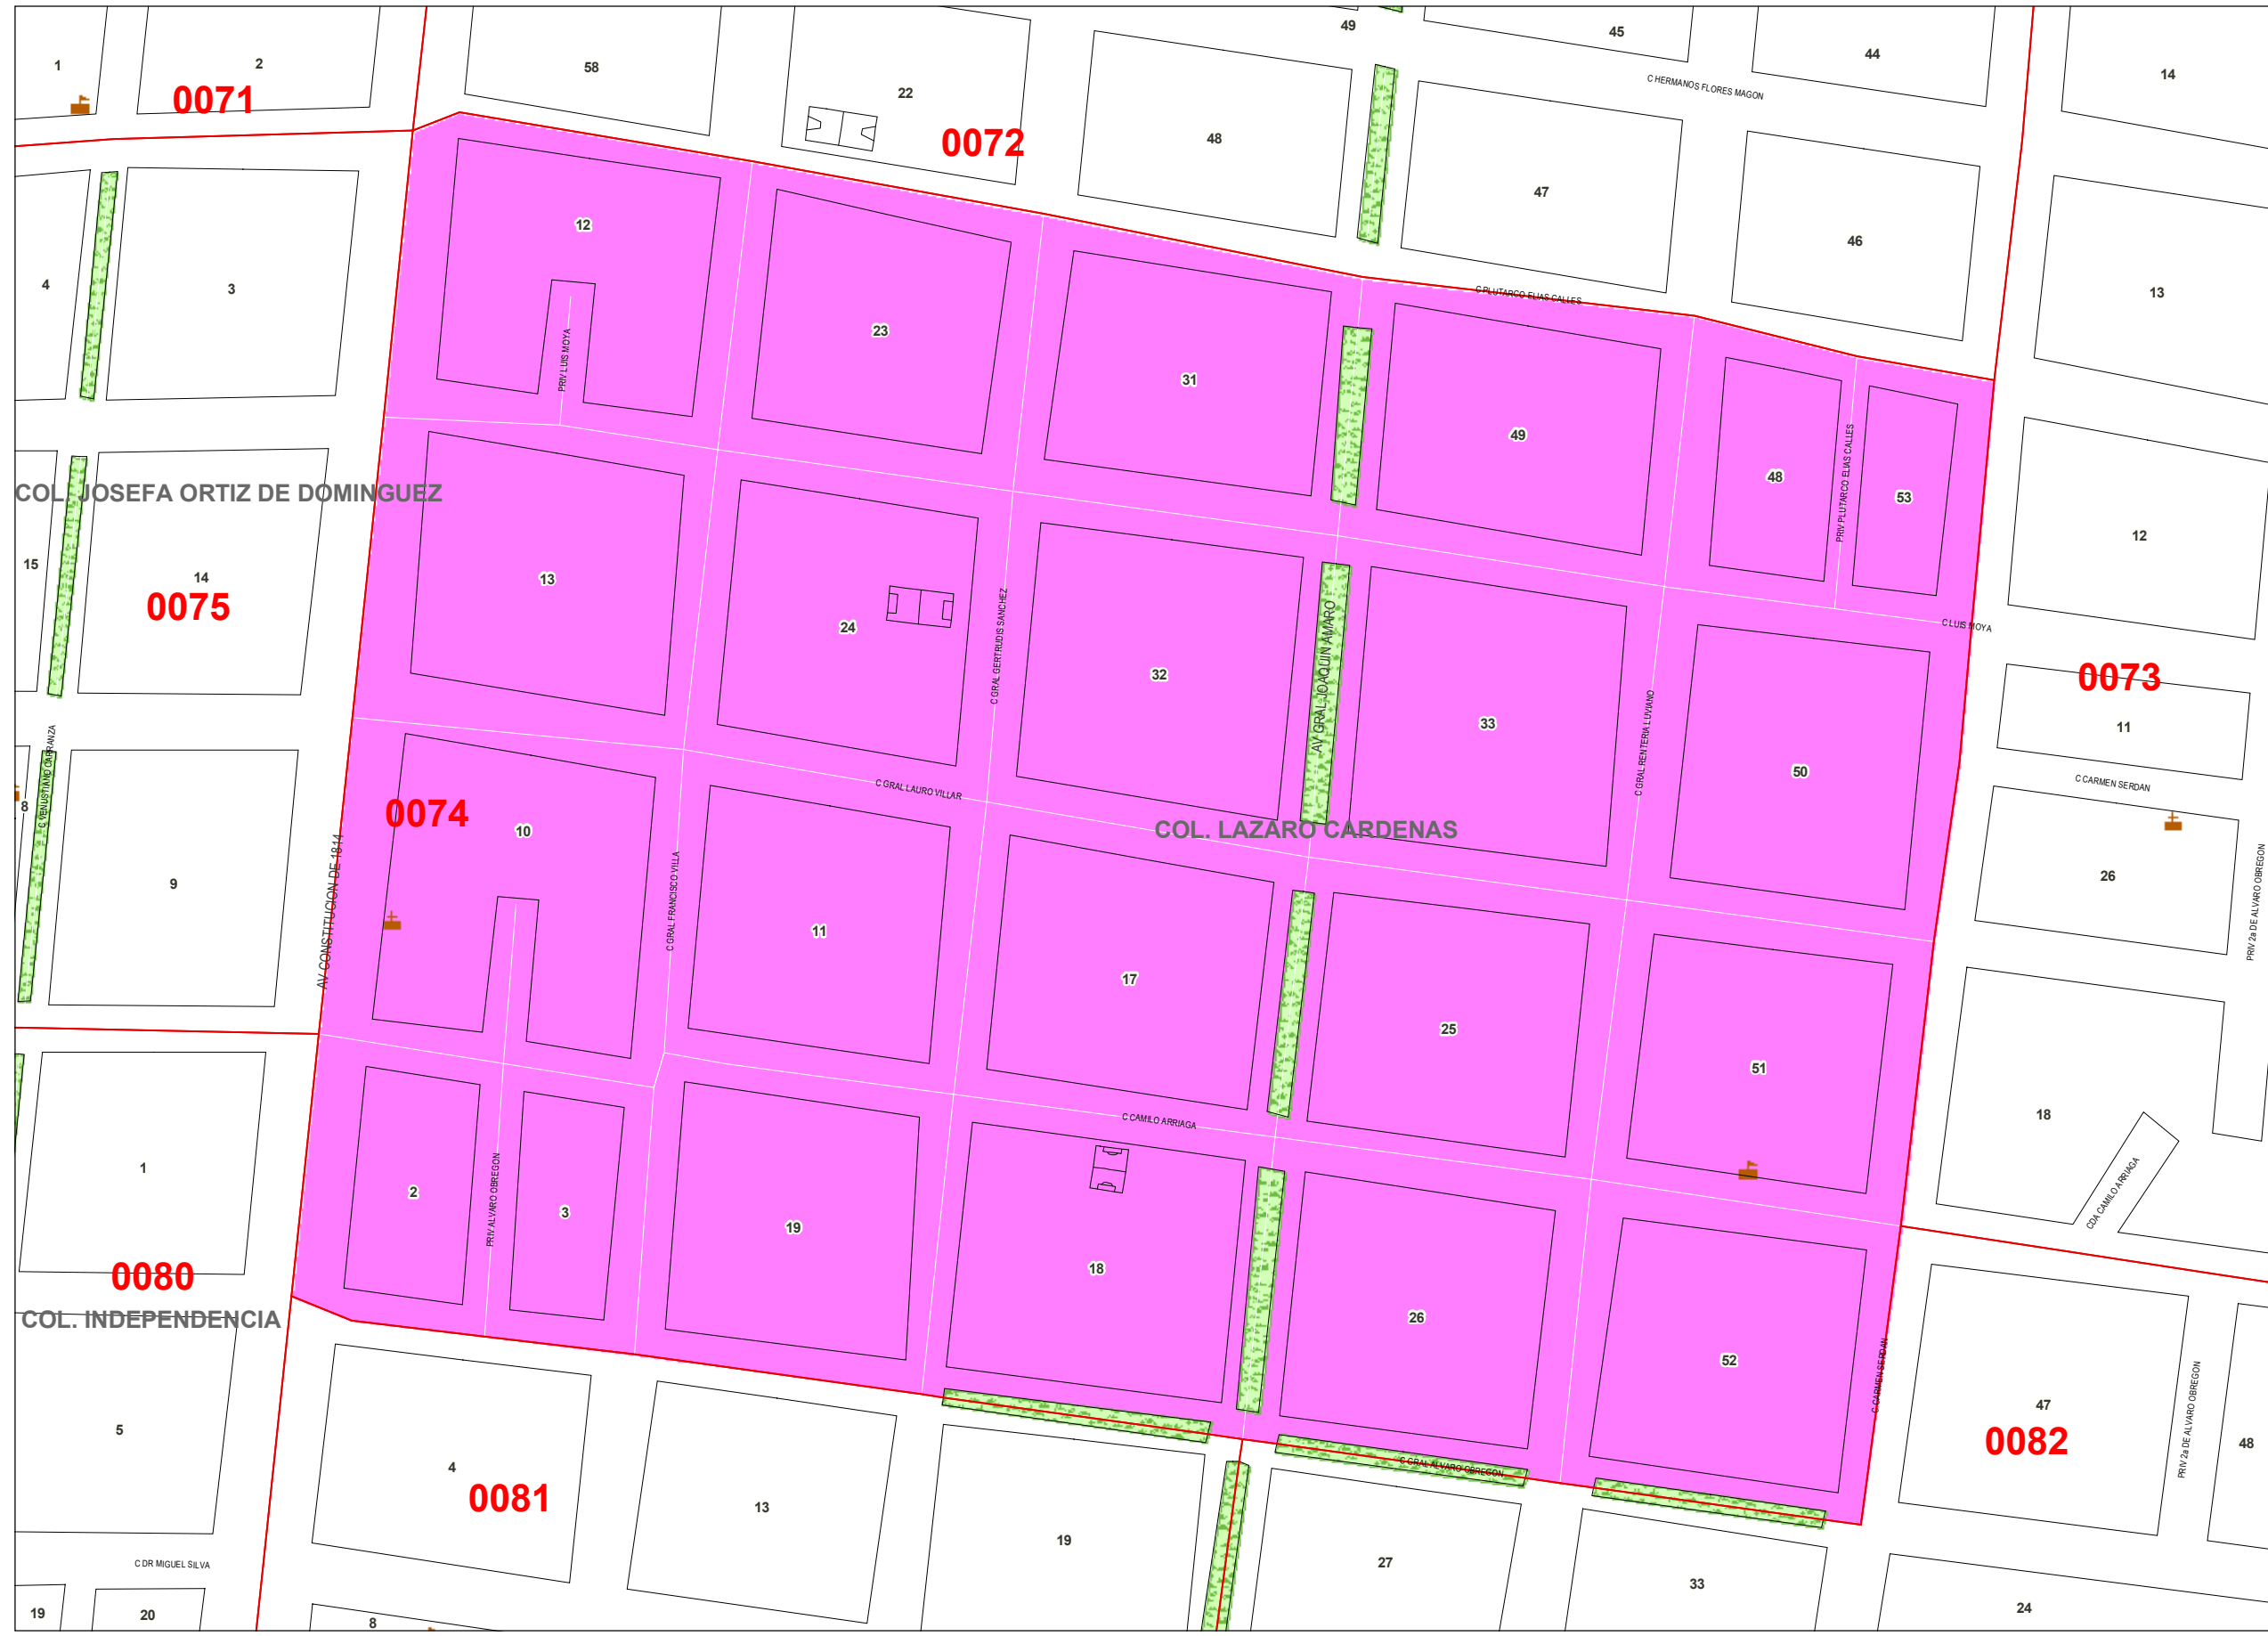 49
45
44
1
2
58
14
22
C HERMANOS FLORES MAGON
0071
0072
48
47
12
46
4
3
13
C PLUTARCO ELIAS CALLES
23
PRIV LUIS MOYA
31
49
PRIV PLUTARCO ELIAS CALLES
48
53
COL. JOSEFA ORTIZ DE DOMINGUEZ
12
15
14
13
0075
24
C GRAL GERTRUDIS SANCHEZ
AV GRAL JOAQUIN AMARO
C LUIS MOYA
32
0073
33
C GRAL RENTERIA LUVIANO
11
C VENUSTIANO CARRANZA
50
C GRAL LAURO VILLAR
C CARMEN SERDAN
8
0074
10
COL. LAZARO CARDENAS
9
AV CONSTITUCION DE 1814
C GRAL FRANCISCO VILLA
26
PRIV 2a DE ALVARO OBREGON
11
17
25
51
18
C CAMILO ARRIAGA
1
2
PRIV ALVARO OBREGON
3
19
CDA CAMILO ARRIAGA
18
0080
COL. INDEPENDENCIA
26
52
C CARMEN SERDAN
47
PRIV 2a DE ALVARO OBREGON
5
0082
48
4
C GRAL ALVARO OBREGON
0081
13
19
C DR MIGUEL SILVA
27
33
19
20
8
24